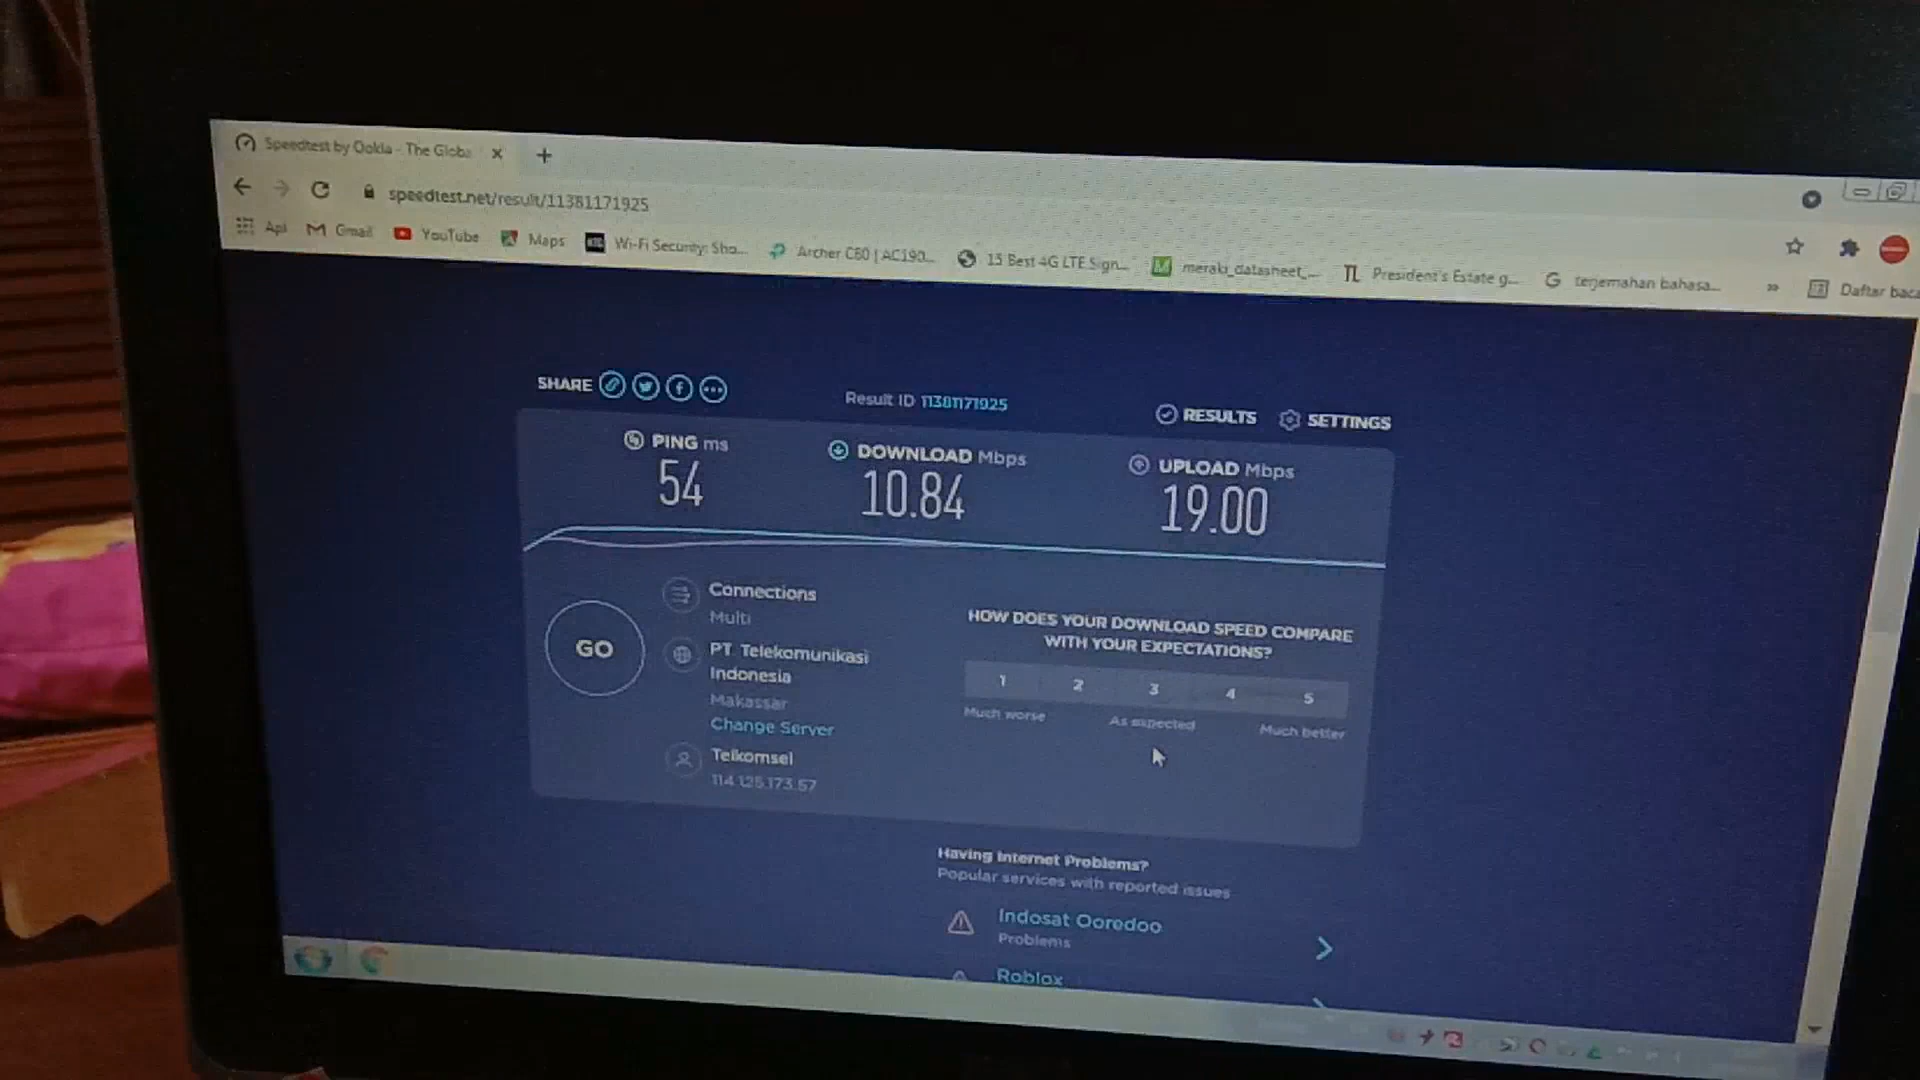 Speedtest by Ookla - The Globa
speedtest.net/result/11381171925
Apl Gmail YouTube Maps Wi-Fi Security: Sho... Archer C80 | AC190... 15 Best 4G LTE Sign... meraki_datasheet_... President's Estate g... terjemahan bahasa... » Daftar baca
SHARE Result ID 11381171925 RESULTS SETTINGS
PING ms DOWNLOAD Mbps UPLOAD Mbps
54 10.84 19.00
GO
Connections
Multi
PT. Telekomunikasi
Indonesia
Makassar
Change Server
Telkomsel
114.125.173.57
HOW DOES YOUR DOWNLOAD SPEED COMPARE
WITH YOUR EXPECTATIONS?
1 2 3 4 5
Much worse As expected Much better
Having Internet Problems?
Popular services with reported issues
Indosat Ooredoo
Problems
Roblox